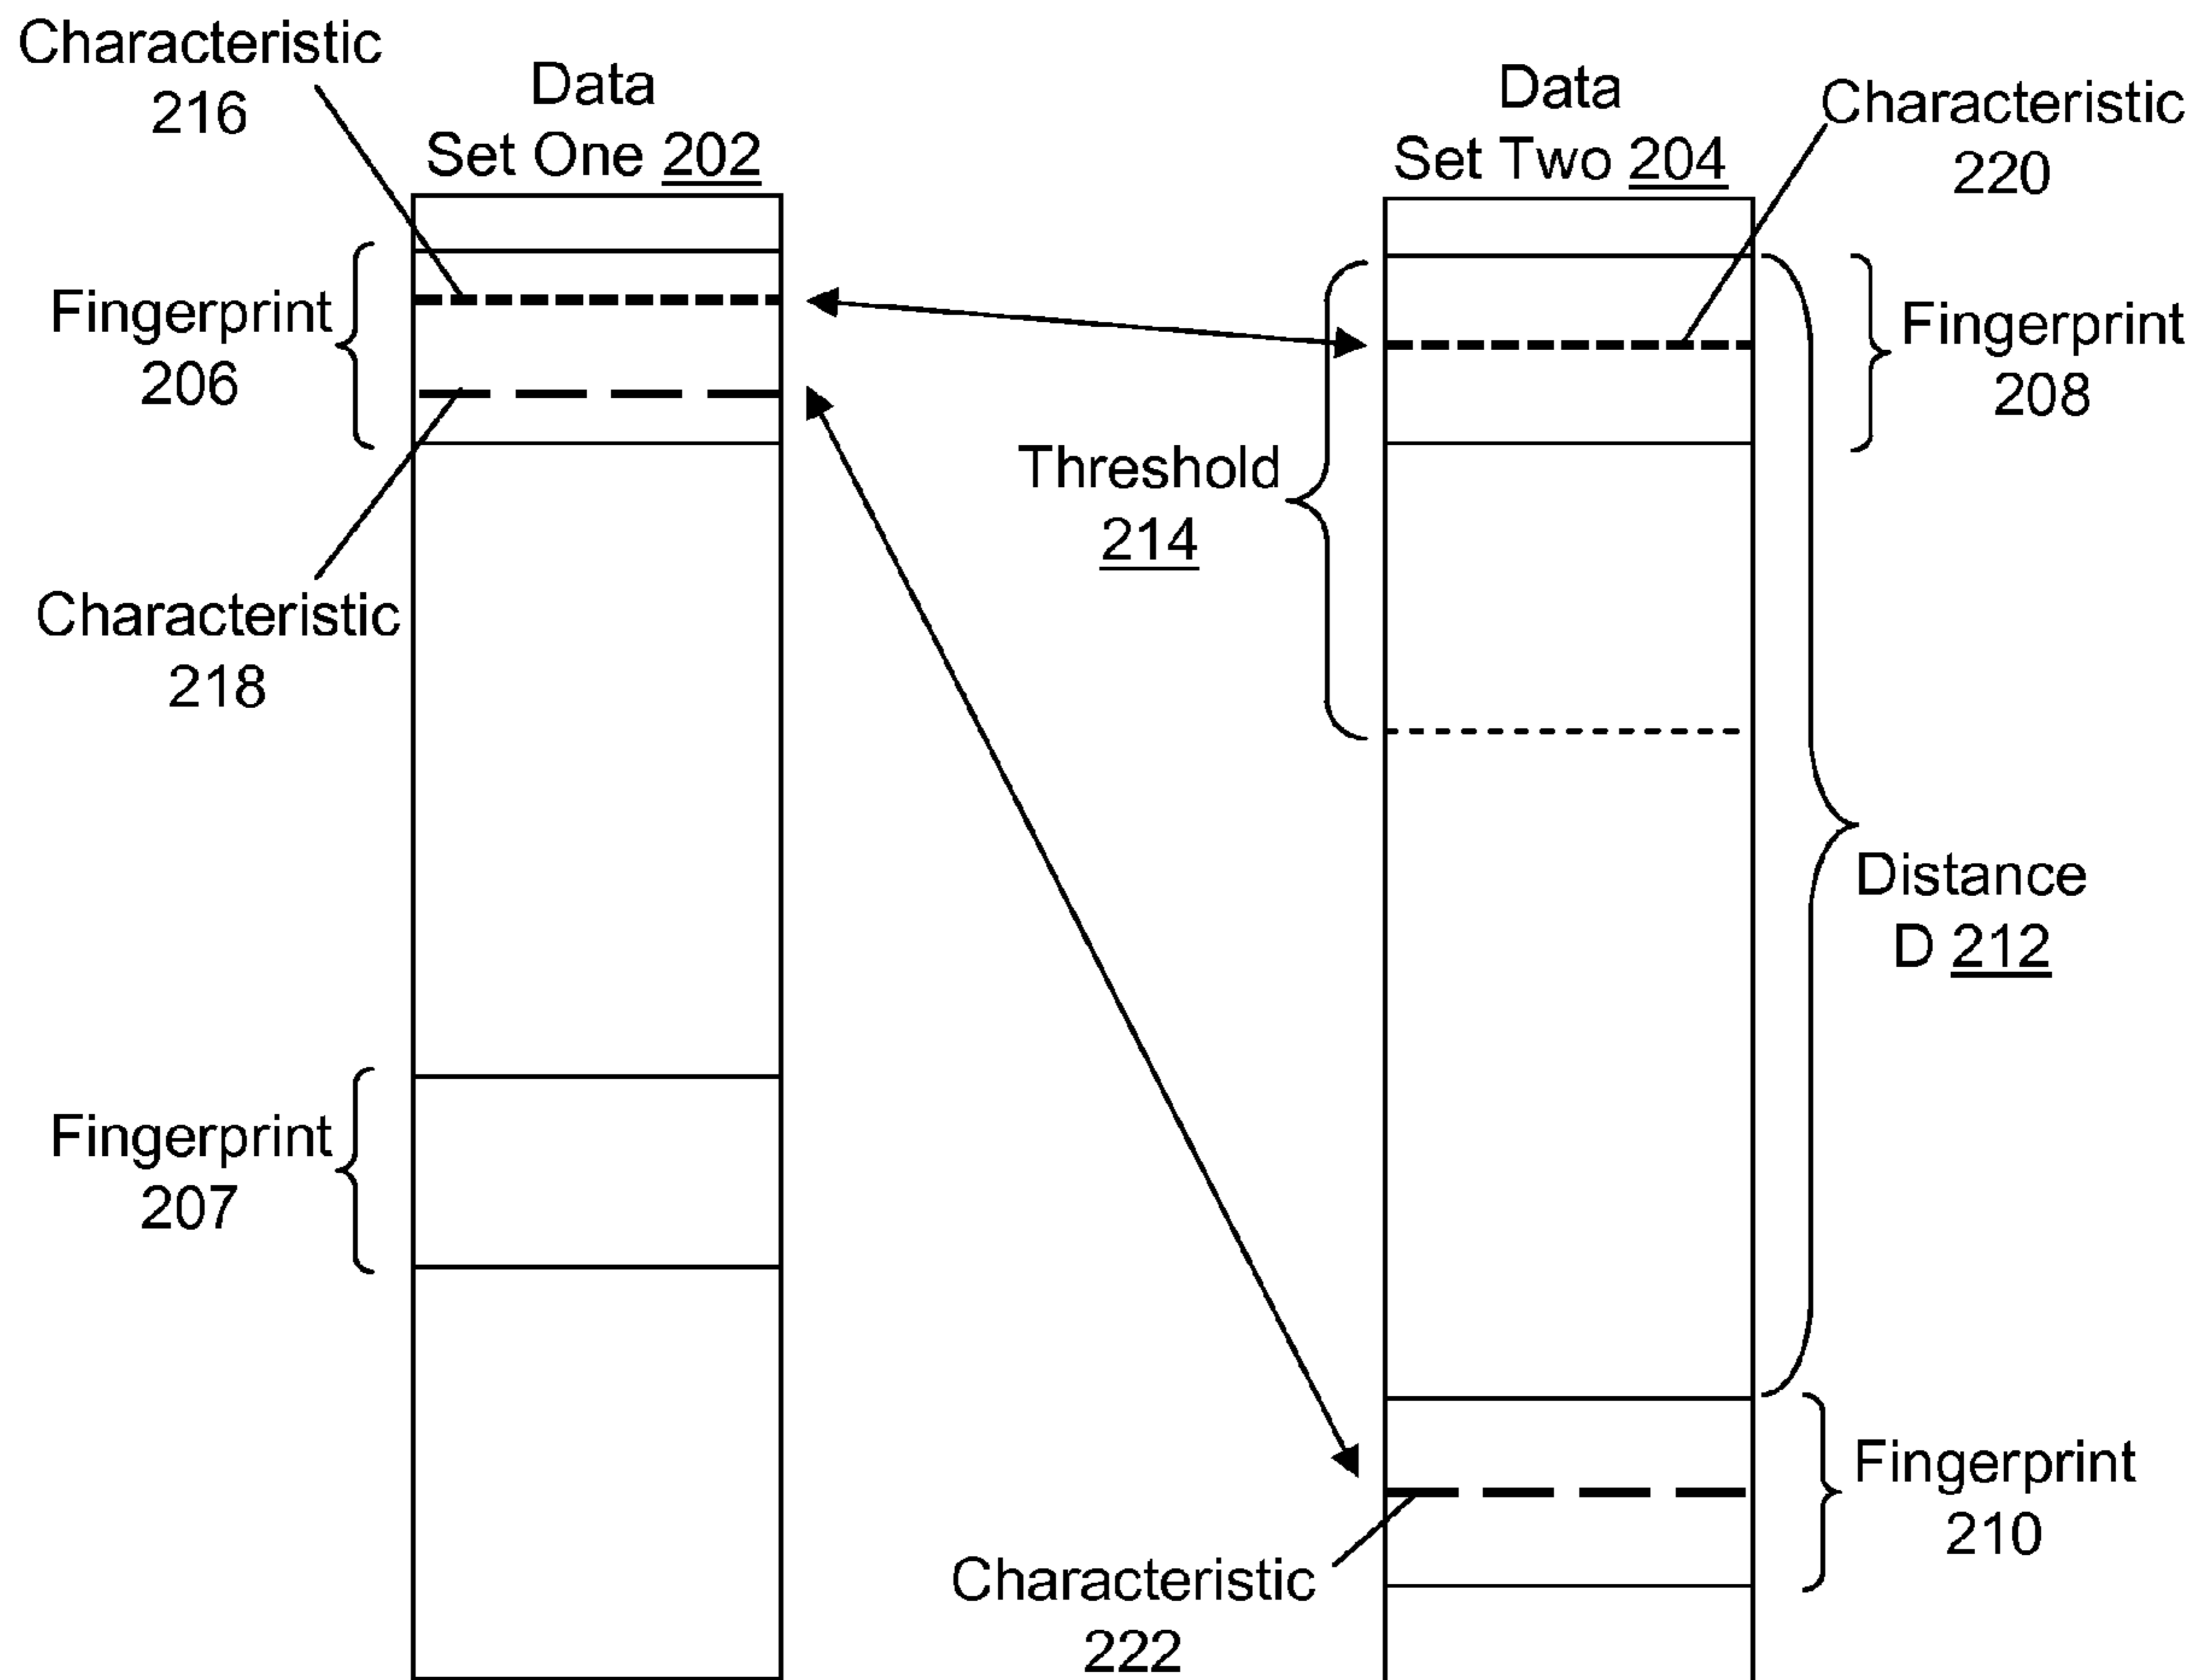 Characteristic
216
Data
Set One 202
Data
Set Two 204
Characteristic
220
Fingerprint
206
Fingerprint
208
Threshold
214
Characteristic
218
Distance
D 212
Fingerprint
207
Fingerprint
210
Characteristic
222